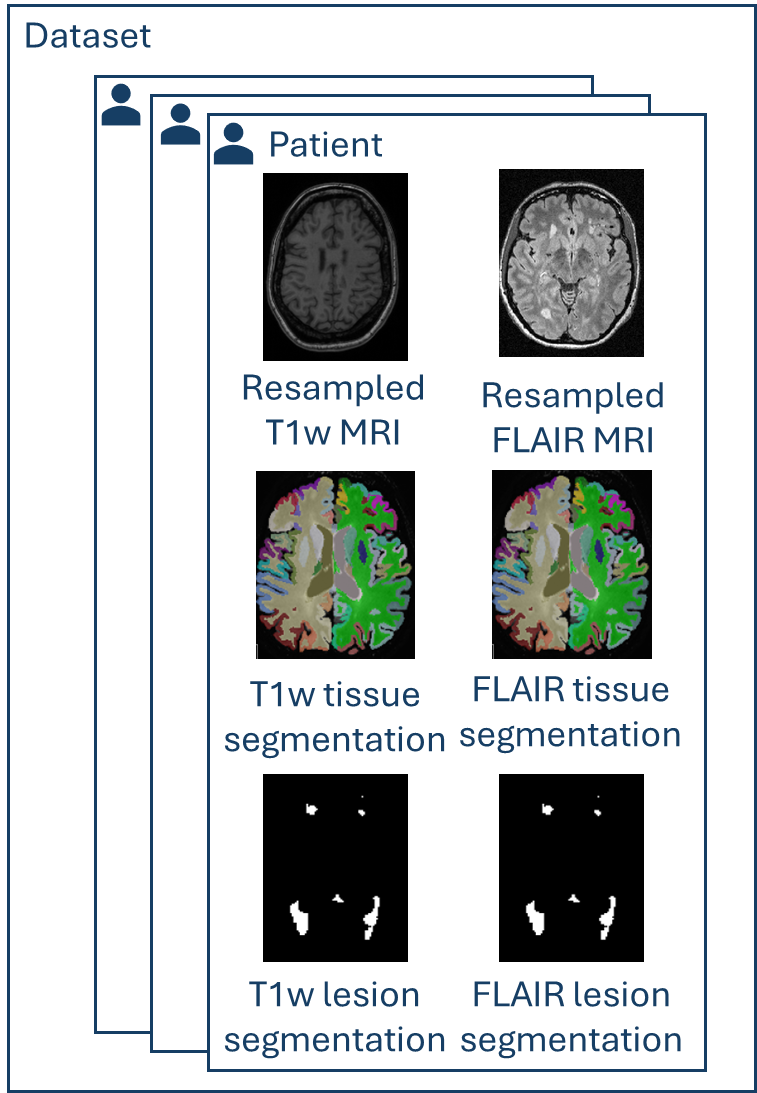 Dataset
Patient
Resampled
T1w MRI
Resampled
FLAIR MRI
T1w tissue
segmentation
FLAIR tissue
segmentation
T1w lesion
segmentation
FLAIR lesion
segmentation